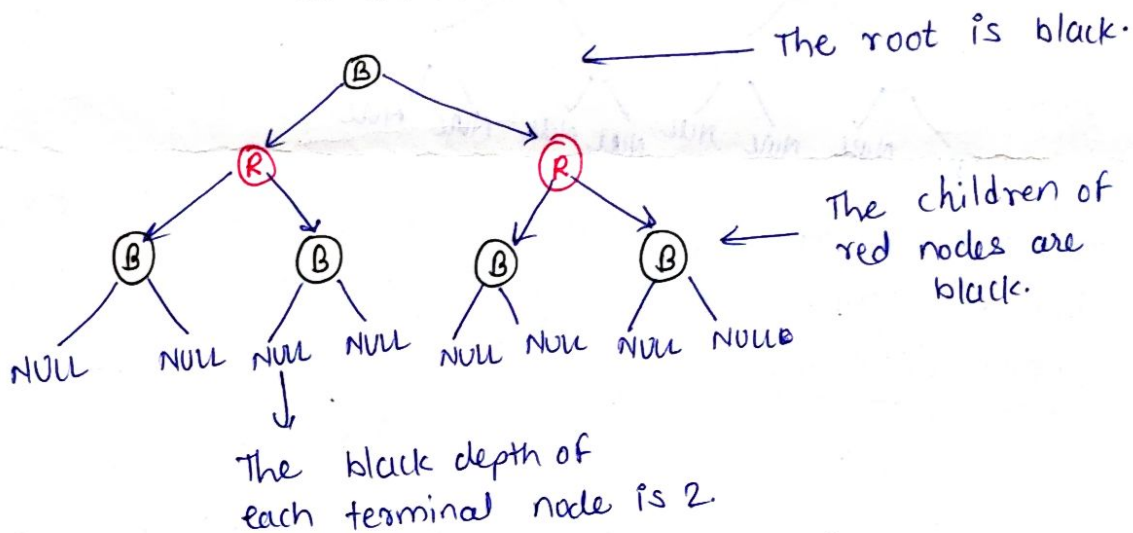 The root is black.
B
R R
The children of
red nodes are
black.
B B B B
NULL NULL NULL NULL NULL NULL NULL NULL
The black depth of
each terminal node is 2.